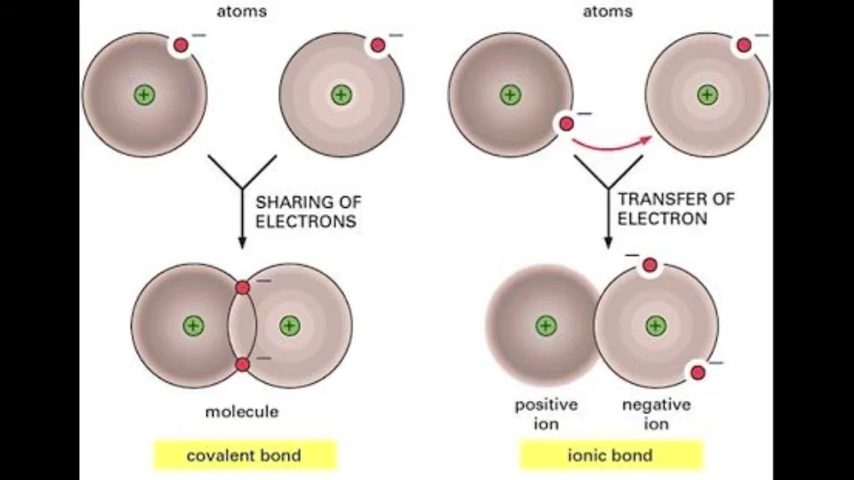 atoms
atoms
SHARING OF
ELECTRONS
TRANSFER OF
ELECTRON
molecule
positive
ion
negative
ion
covalent bond
ionic bond